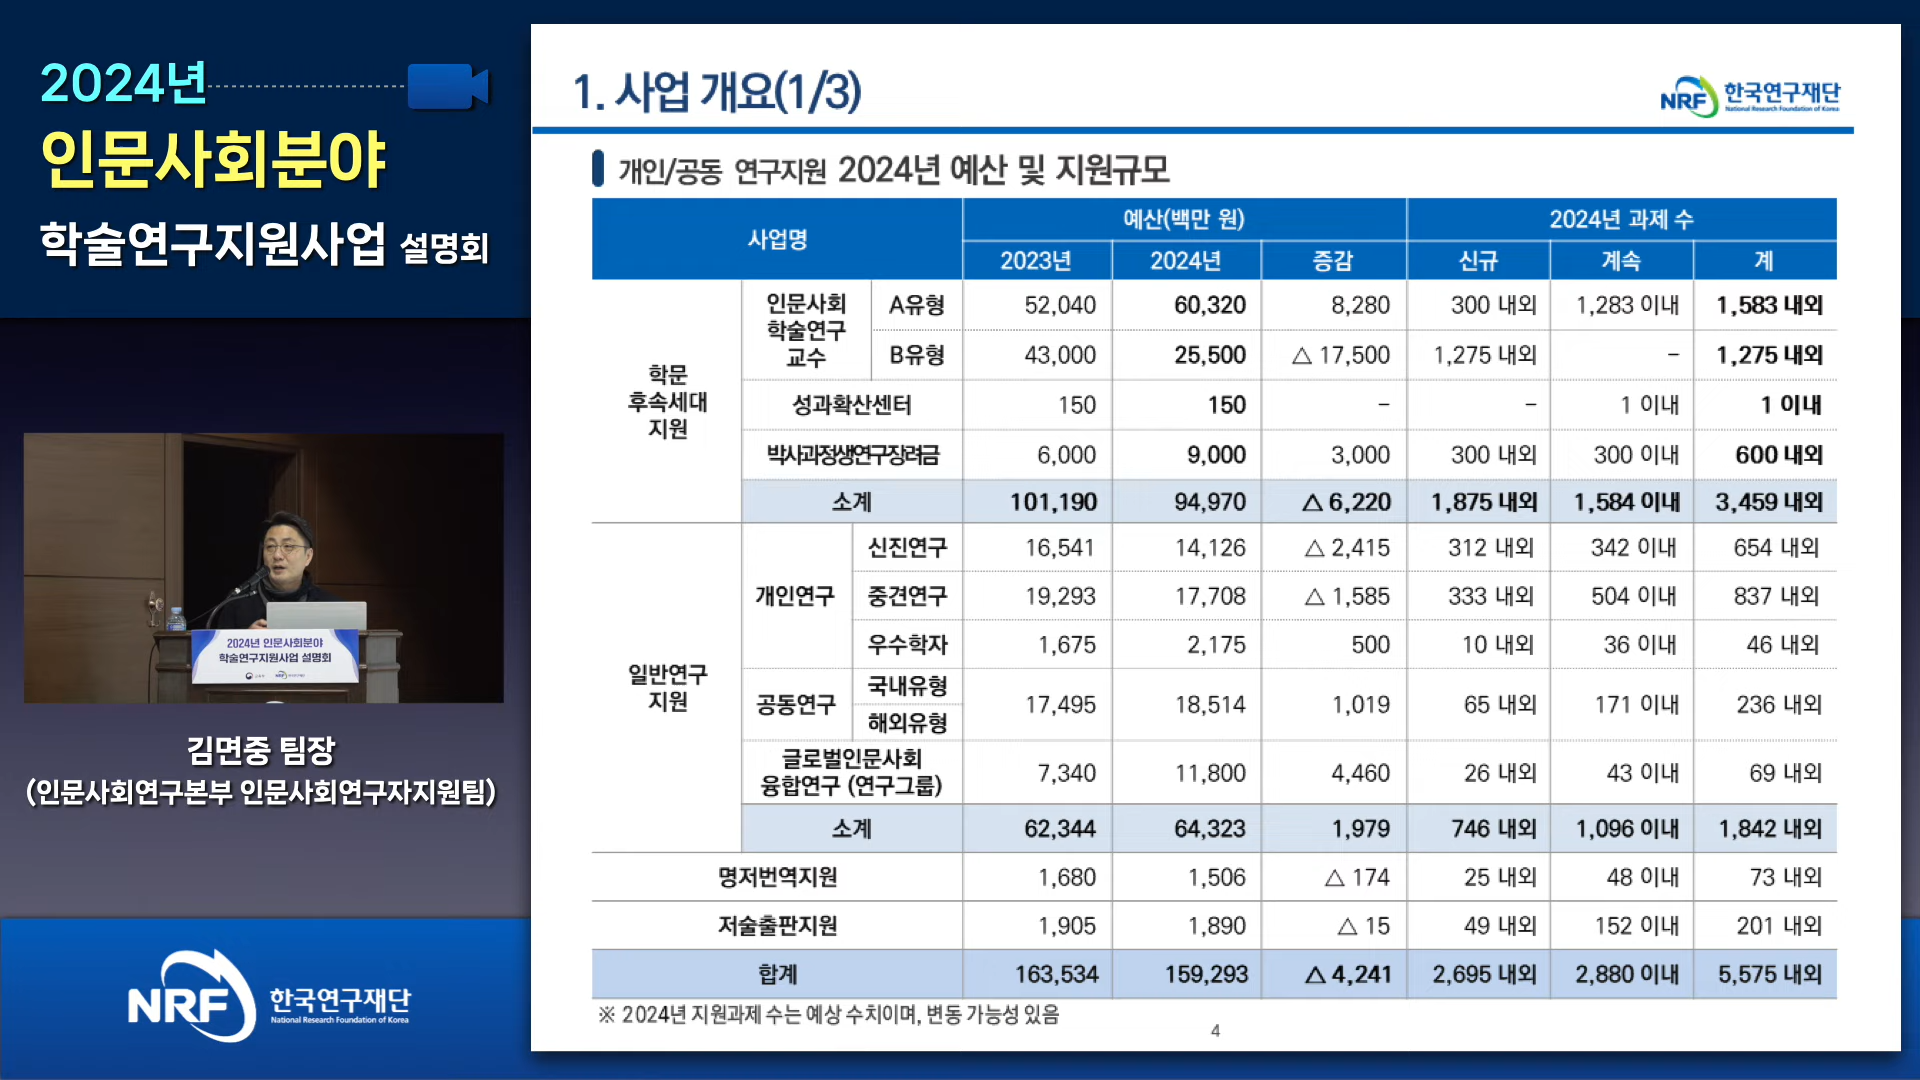 2024년
인문사회분야
학술연구지원사업 설명회
2024년 인문사회분야
학술연구지원사업 설명회
김면중 팀장
(인문사회연구본부 인문사회연구자지원팀)
NRF 한국연구재단
National Research Foundation of Korea
1. 사업 개요(1/3)
NRF 한국연구재단
National Research Foundation of Korea
개인/공동 연구지원 2024년 예산 및 지원규모
사업명 예산(백만 원) 2024년 과제 수
2023년 2024년 증감 신규 계속 계
학문
후속세대
지원
인문사회
학술연구
교수
A유형 52,040 60,320 8,280 300 내외 1,283 이내 1,583 내외
B유형 43,000 25,500 △ 17,500 1,275 내외 - 1,275 내외
성과확산센터 150 150 - - 1 이내 1 이내
박사과정생연구장려금 6,000 9,000 3,000 300 내외 300 이내 600 내외
소계 101,190 94,970 △ 6,220 1,875 내외 1,584 이내 3,459 내외
일반연구
지원
개인연구
신진연구 16,541 14,126 △ 2,415 312 내외 342 이내 654 내외
중견연구 19,293 17,708 △ 1,585 333 내외 504 이내 837 내외
우수학자 1,675 2,175 500 10 내외 36 이내 46 내외
공동연구
국내유형
해외유형
17,495 18,514 1,019 65 내외 171 이내 236 내외
글로벌인문사회
융합연구 (연구그룹)
7,340 11,800 4,460 26 내외 43 이내 69 내외
소계 62,344 64,323 1,979 746 내외 1,096 이내 1,842 내외
명저번역지원 1,680 1,506 △ 174 25 내외 48 이내 73 내외
저술출판지원 1,905 1,890 △ 15 49 내외 152 이내 201 내외
합계 163,534 159,293 △ 4,241 2,695 내외 2,880 이내 5,575 내외
※ 2024년 지원과제 수는 예상 수치이며, 변동 가능성 있음
4